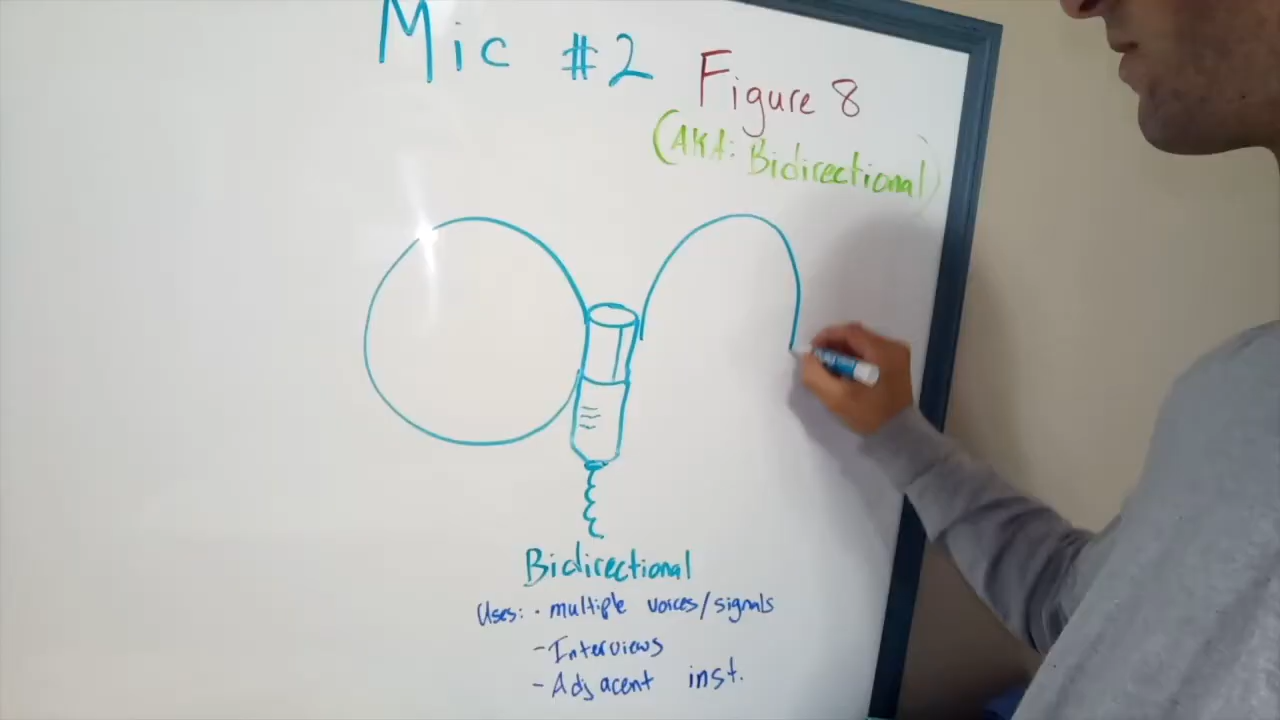 Mic #2
Figure 8
(AKA: Bidirectional)
Bidirectional
Uses: · multiple voices/signals
- Interviews
- Adjacent inst.